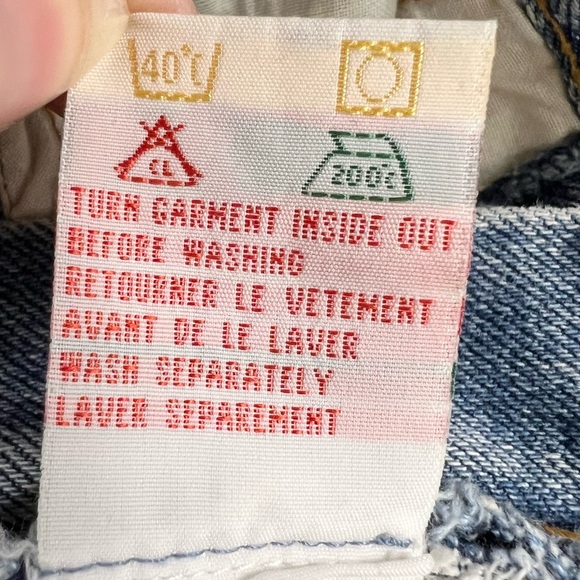 40°C
CL 200°C
TURN GARMENT INSIDE OUT
BEFORE WASHING
RETOURNER LE VETEMENT
AVANT DE LE LAVER
WASH SEPARATELY
LAVER SEPAREMENT